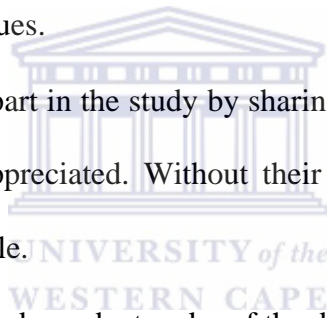 ues.
part in the study by sharin
ppreciated. Without their
le.
UNIVERSITY of the
WESTERN CAPE